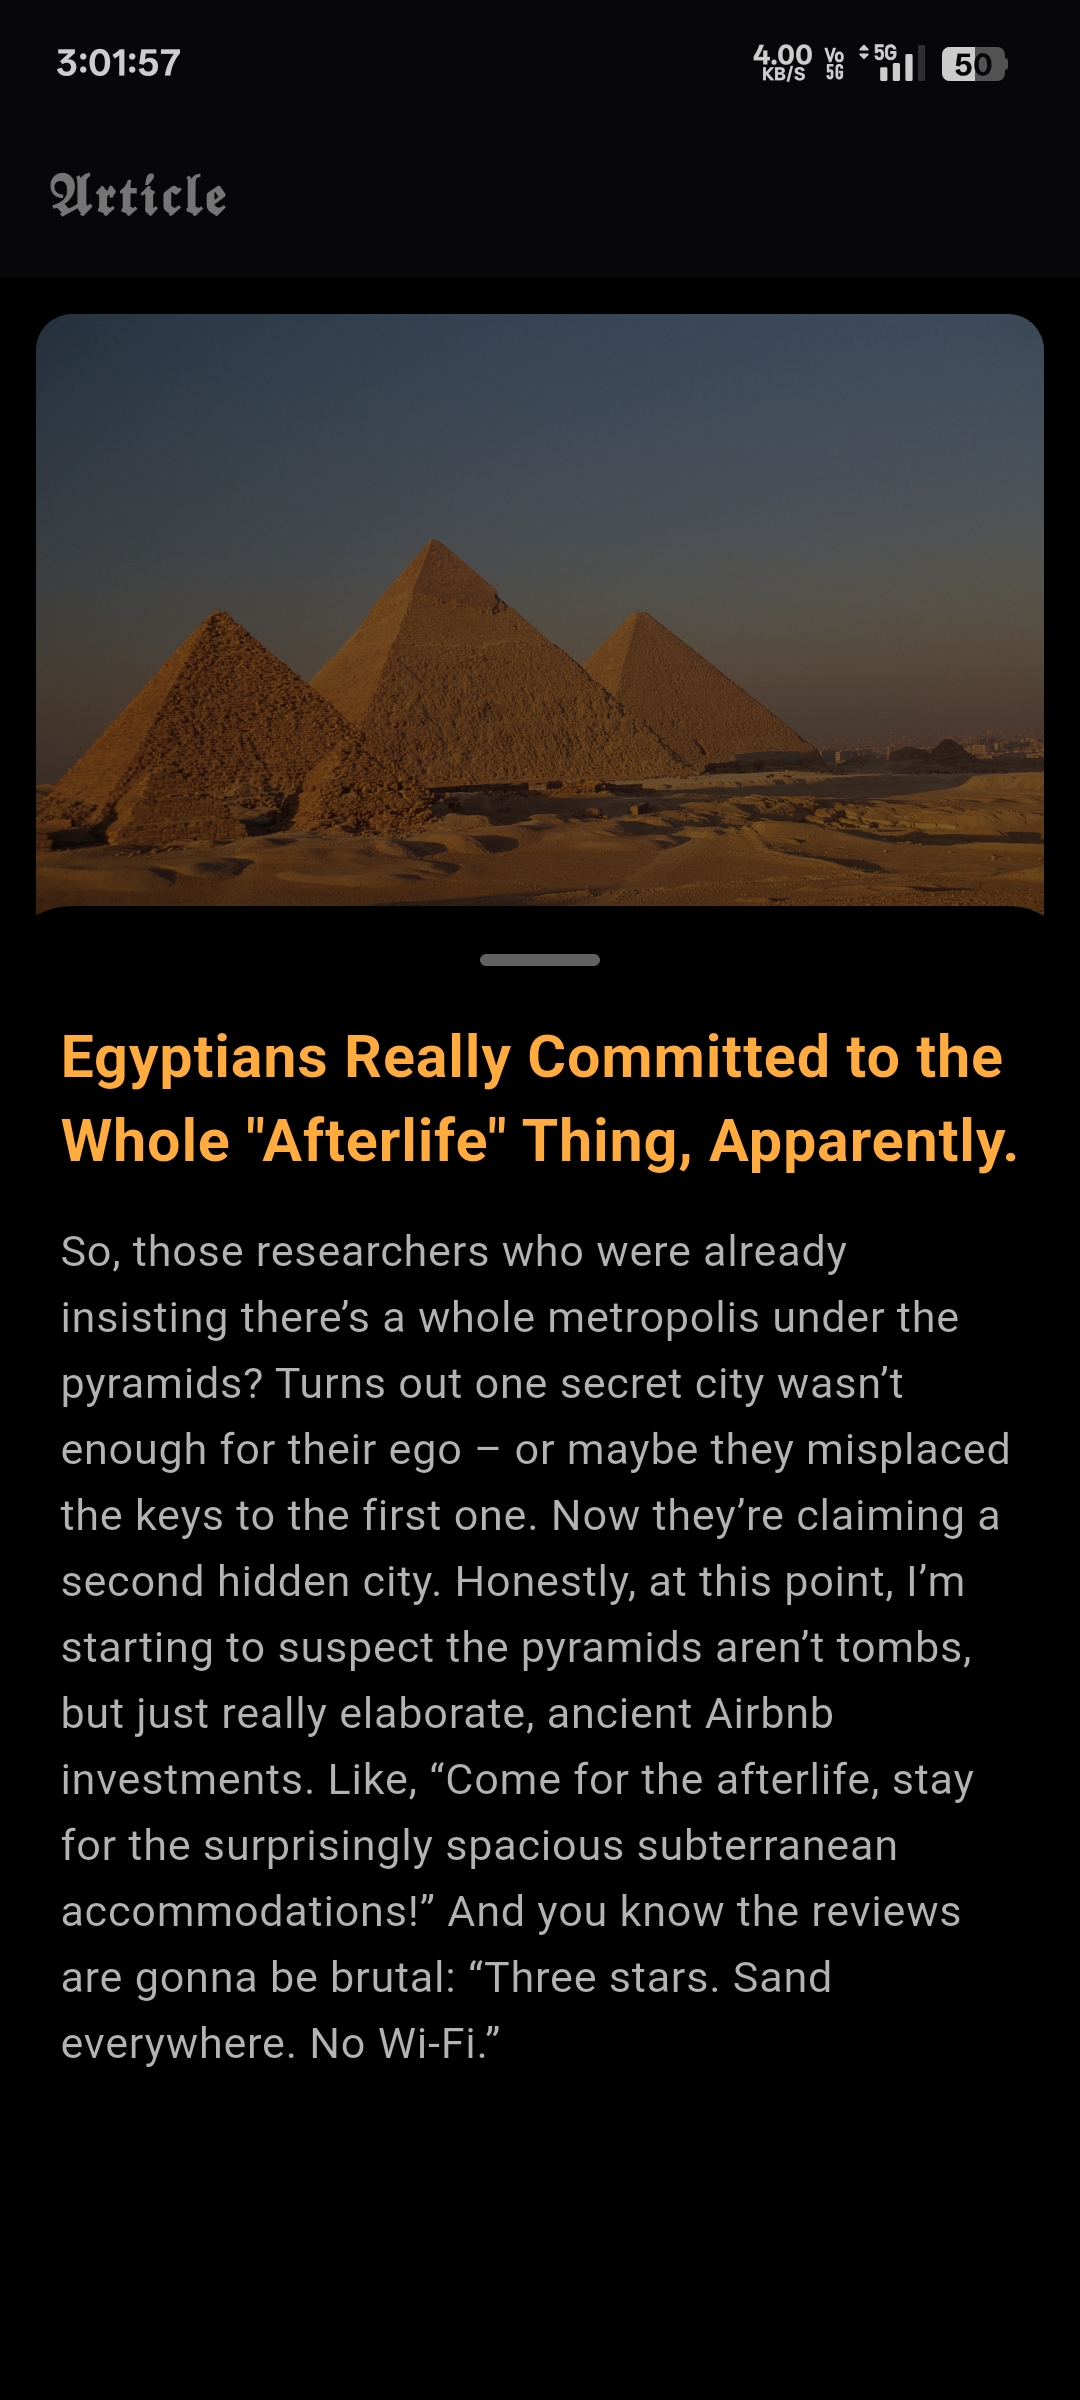 3:01:57
4.00
KB/S
Vo
5G
5G
50
Article
Egyptians Really Committed to the
Whole "Afterlife" Thing, Apparently.
So, those researchers who were already
insisting there’s a whole metropolis under the
pyramids? Turns out one secret city wasn’t
enough for their ego – or maybe they misplaced
the keys to the first one. Now they’re claiming a
second hidden city. Honestly, at this point, I’m
starting to suspect the pyramids aren’t tombs,
but just really elaborate, ancient Airbnb
investments. Like, “Come for the afterlife, stay
for the surprisingly spacious subterranean
accommodations!” And you know the reviews
are gonna be brutal: “Three stars. Sand
everywhere. No Wi-Fi.”